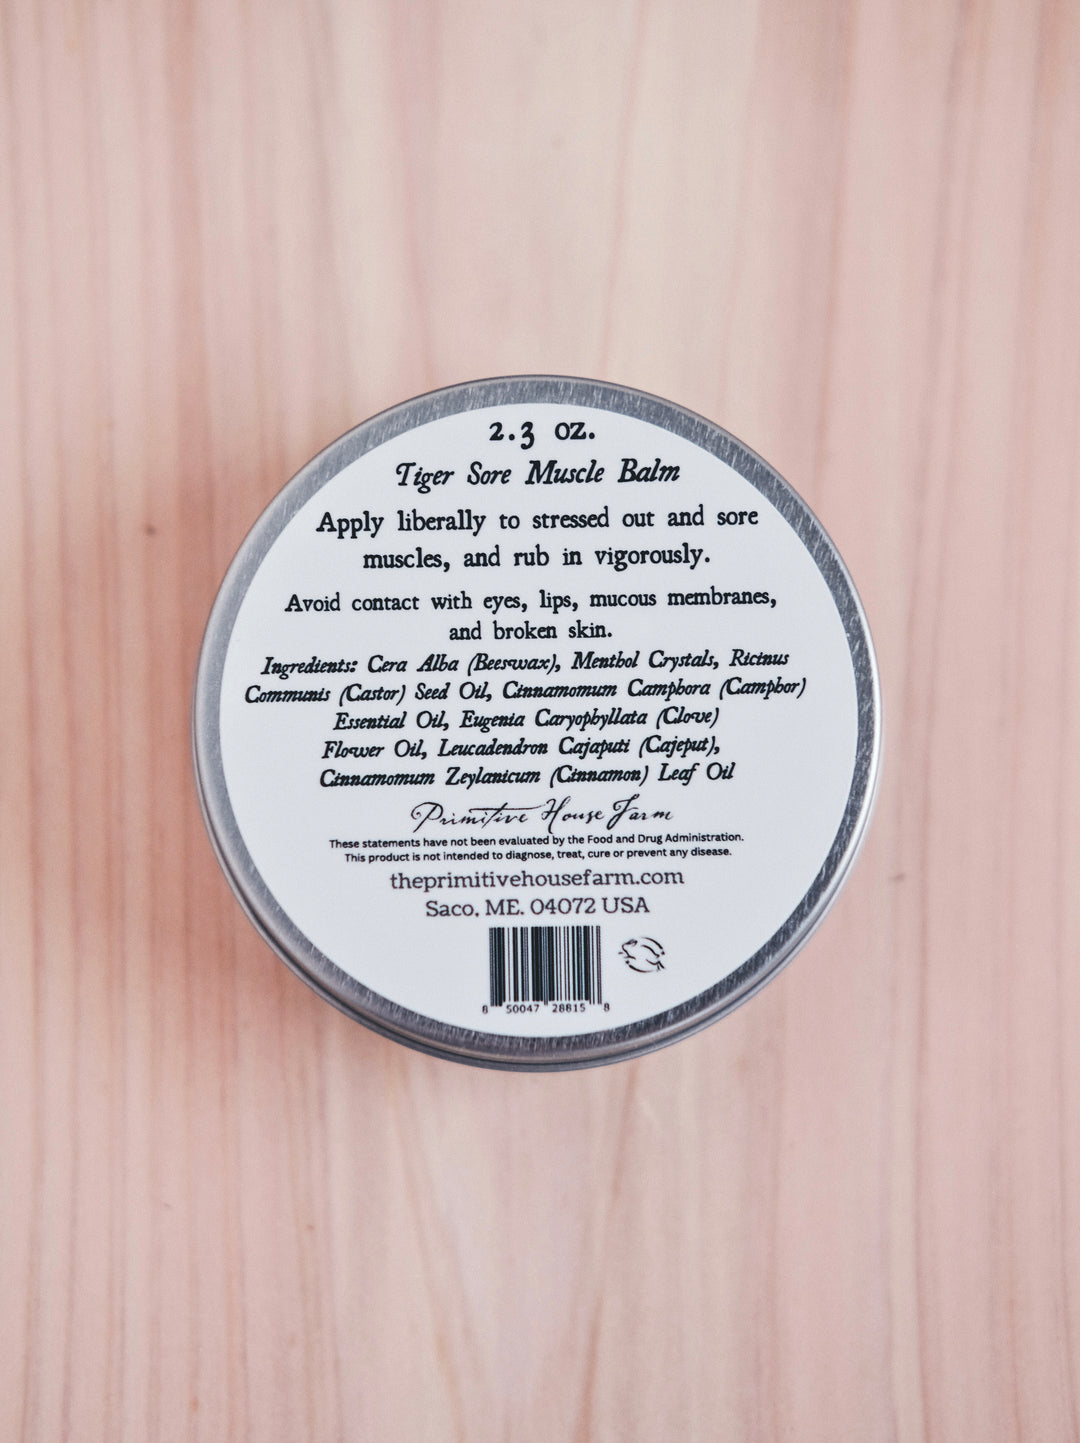 2.3 oz.
Tiger Sore Muscle Balm
Apply liberally to stressed out and sore
muscles, and rub in vigorously.
Avoid contact with eyes, lips, mucous membranes,
and broken skin.
Ingredients: Cera Alba (Beeswax), Menthol Crystals, Ricinus
Communis (Castor) Seed Oil, Cinnamomum Camphora (Camphor)
Essential Oil, Eugenia Caryophyllata (Clove)
Flower Oil, Leucadendron Cajaputi (Cajeput),
Cinnamomum Zeylanicum (Cinnamon) Leaf Oil
Primitive House Farm
These statements have not been evaluated by the Food and Drug Administration.
This product is not intended to diagnose, treat, cure or prevent any disease.
theprimitivehousefarm.com
Saco, ME. 04072 USA
8 50047 28815 8